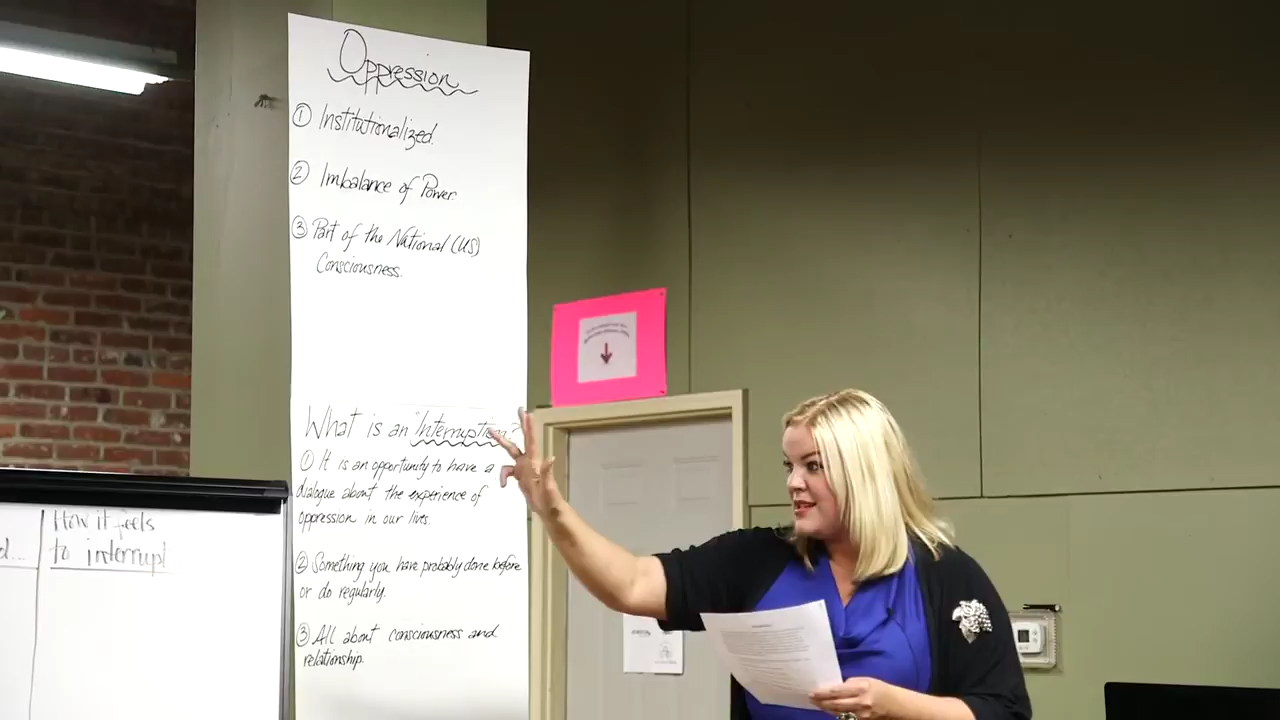 Oppression
① Institutionalized.
② Imbalance of Power.
③ Part of the National (US)
Consciousness.
What is an "Interruption"?
① It is an opportunity to have a
dialogue about the experience of
oppression in our lives.
② Something you have probably done before
or do regularly.
③ All about consciousness and
relationship.
How it feels
to interrupt